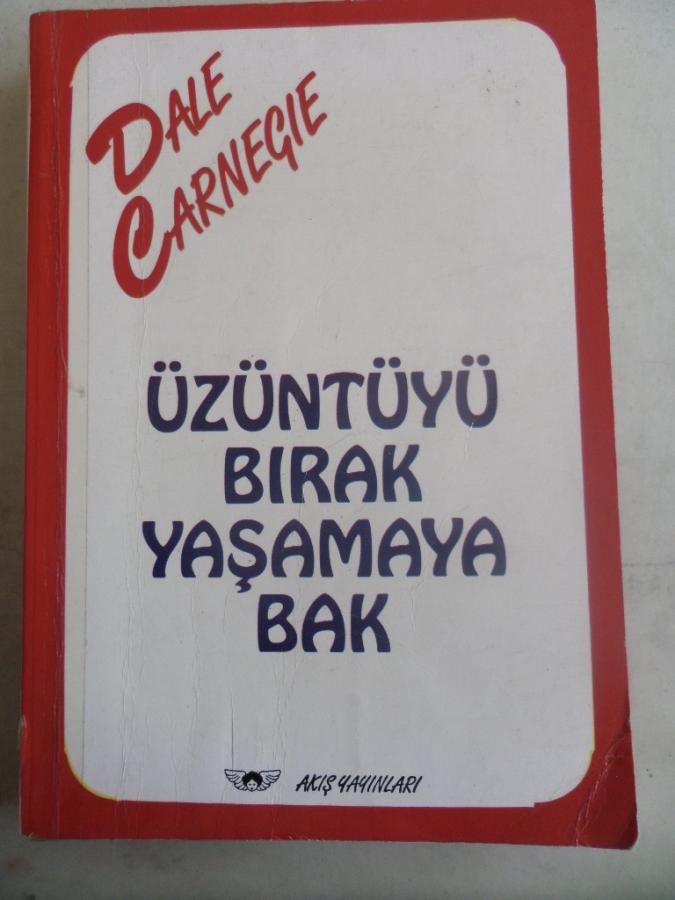 DALE
CARNEGIE
ÜZÜNTÜYÜ
BIRAK
YAŞAMAYA
BAK
AKIŞ YAYINLARI